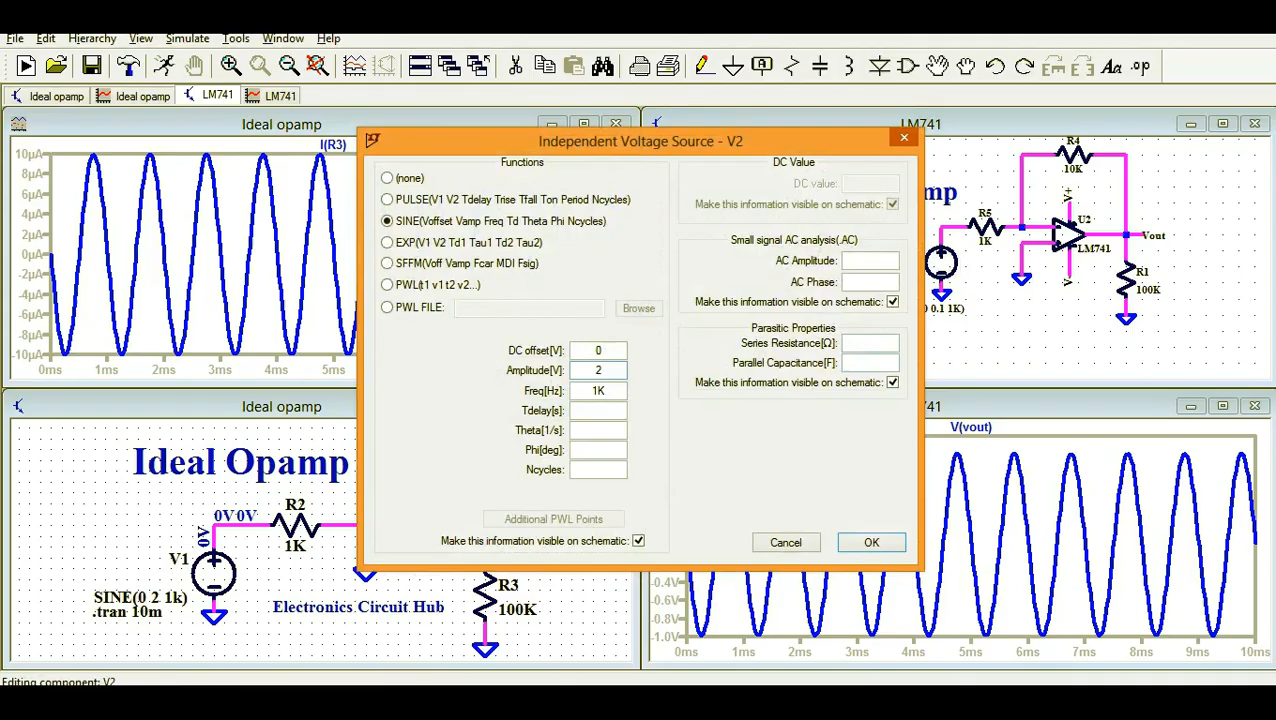 File Edit Hierarchy View Simulate Tools Window Help
Aa .op
Ideal opamp Ideal opamp LM741 LM741
Ideal opamp
I(R3)
10µA
8µA
6µA
4µA
2µA
0µA
-2µA
-4µA
-6µA
-8µA
-10µA
0ms 1ms 2ms 3ms 4ms 5ms
LM741
R4
10K
R5
1K
V+
U2
LM741
Vout
R1
100K
0 0.1 1K)
mp
Independent Voltage Source - V2
Functions
(none)
PULSE(V1 V2 Tdelay Trise Tfall Ton Period Ncycles)
SINE(Voffset Vamp Freq Td Theta Phi Ncycles)
EXP(V1 V2 Td1 Tau1 Td2 Tau2)
SFFM(Voff Vamp Fcar MDI Fsig)
PWL(t1 v1 t2 v2...)
PWL FILE: Browse
DC offset[V]: 0
Amplitude[V]: 2
Freq[Hz]: 1K
Tdelay[s]:
Theta[1/s]:
Phi[deg]:
Ncycles:
Additional PWL Points
Make this information visible on schematic:
DC Value
DC value:
Make this information visible on schematic:
Small signal AC analysis(.AC)
AC Amplitude:
AC Phase:
Make this information visible on schematic:
Parasitic Properties
Series Resistance[Ω]:
Parallel Capacitance[F]:
Make this information visible on schematic:
Cancel OK
Ideal opamp
Ideal Opamp
0V 0V 0V
R2
1K
V1
SINE(0 2 1k)
.tran 10m
Electronics Circuit Hub
R3
100K
741
V(vout)
-0.4V
-0.6V
-0.8V
-1.0V
0ms 1ms 2ms 3ms 4ms 5ms 6ms 7ms 8ms 9ms 10ms
Editing component: V2